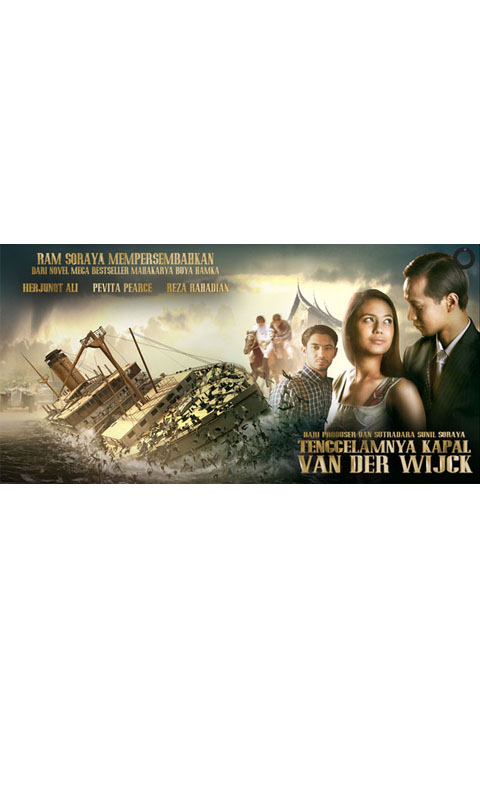 RAM SORAYA MEMPERSEMBAHKAN
DARI NOVEL MEGA BESTSELLER MAHAKARYA BUYA HAMKA
HERJUNOT ALI PEVITA PEARCE REZA RAHADIAN
DARI PRODUSER DAN SUTRADARA SUNIL SORAYA
TENGGELAMNYA KAPAL
VAN DER WIJCK